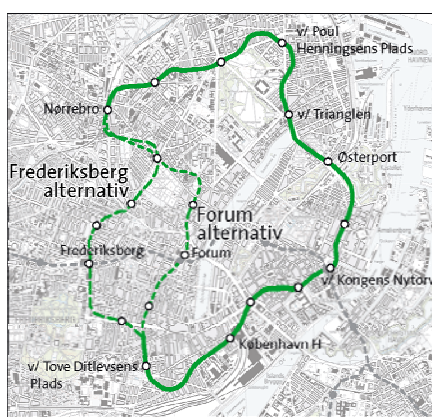 v/ Poul
Henningsens Plads
Nørrebro
v/ Trianglen
Østerport
Frederiksberg
alternativ
Forum
alternativ
Frederiksberg
Forum
v/ Kongens Nytorv
København H
v/ Tove Ditlevsens
Plads